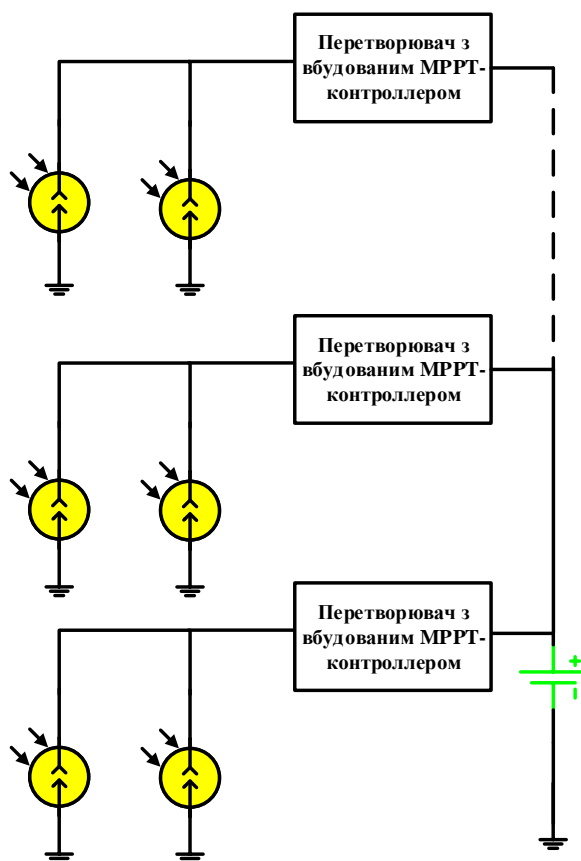 Перетворювач з
вбудованим МРРТ-
контроллером
Перетворювач з
вбудованим МРРТ-
контроллером
Перетворювач з
вбудованим МРРТ-
контроллером
+
-